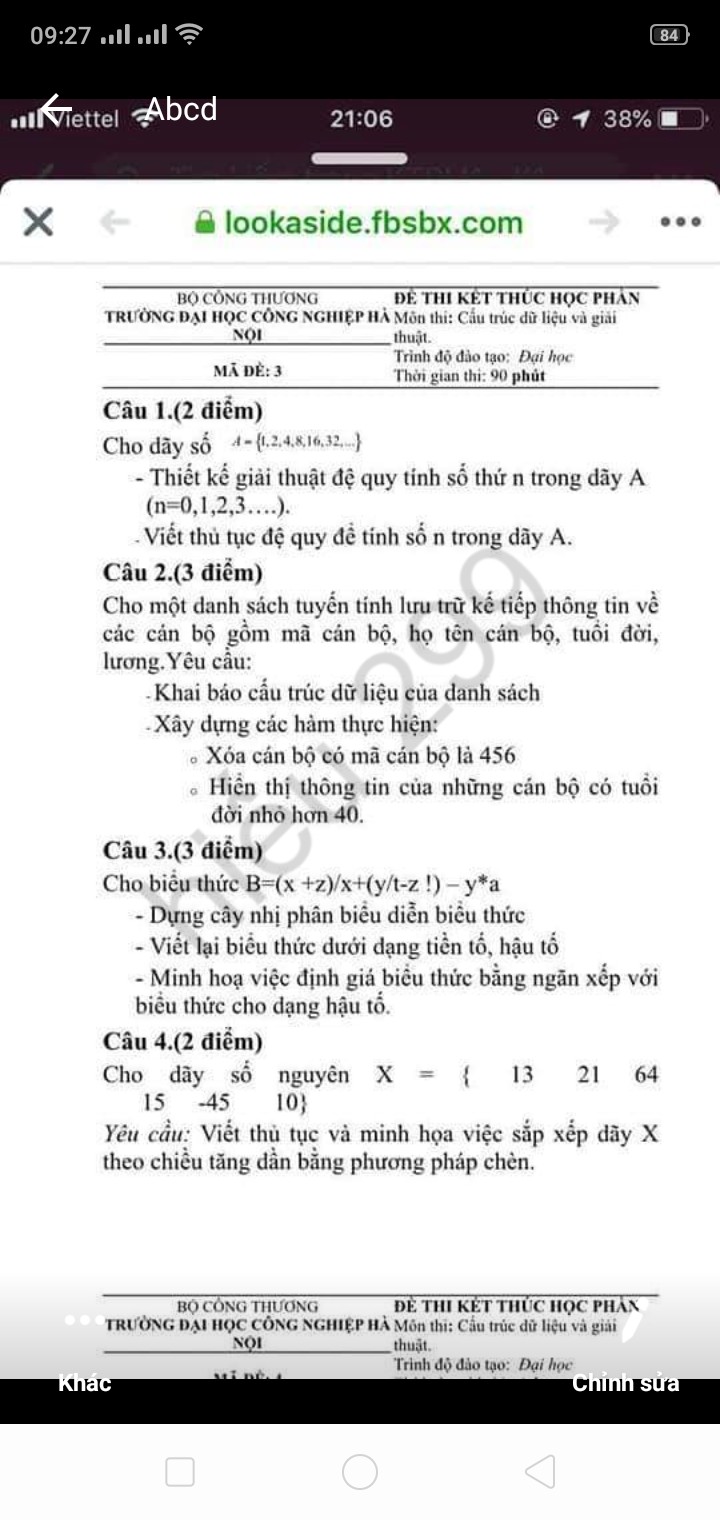 09:27
84
Viettel
Abcd
21:06
38%
lookaside.fbsbx.com
BỘ CÔNG THƯƠNG
TRƯỜNG ĐẠI HỌC CÔNG NGHIỆP HÀ
NỘI
MÃ ĐỀ: 3
ĐỀ THI KẾT THÚC HỌC PHẦN
Môn thi: Cấu trúc dữ liệu và giải
thuật.
Trình độ đào tạo: Đại học
Thời gian thi: 90 phút
Câu 1.(2 điểm)
Cho dãy số A = {1,2,4,8,16,32,...}
- Thiết kế giải thuật đệ quy tính số thứ n trong dãy A
(n=0,1,2,3….).
- Viết thủ tục đệ quy để tính số n trong dãy A.
Câu 2.(3 điểm)
Cho một danh sách tuyến tính lưu trữ kế tiếp thông tin về
các cán bộ gồm mã cán bộ, họ tên cán bộ, tuổi đời,
lương.Yêu cầu:
- Khai báo cấu trúc dữ liệu của danh sách
- Xây dựng các hàm thực hiện:
o Xóa cán bộ có mã cán bộ là 456
o Hiển thị thông tin của những cán bộ có tuổi
đời nhỏ hơn 40.
Câu 3.(3 điểm)
Cho biểu thức B=(x +z)/x+(y/t-z !) – y*a
- Dựng cây nhị phân biểu diễn biểu thức
- Viết lại biểu thức dưới dạng tiền tố, hậu tố
- Minh hoạ việc định giá biểu thức bằng ngăn xếp với
biểu thức cho dạng hậu tố.
Câu 4.(2 điểm)
Cho dãy số nguyên X = { 13 21 64
15 -45 10}
Yêu cầu: Viết thủ tục và minh họa việc sắp xếp dãy X
theo chiều tăng dần bằng phương pháp chèn.
hiếu 299
BỘ CÔNG THƯƠNG
TRƯỜNG ĐẠI HỌC CÔNG NGHIỆP HÀ
NỘI
ĐỀ THI KẾT THÚC HỌC PHẦN
Môn thi: Cấu trúc dữ liệu và giải
thuật.
Trình độ đào tạo: Đại học
Khác
Chỉnh sửa